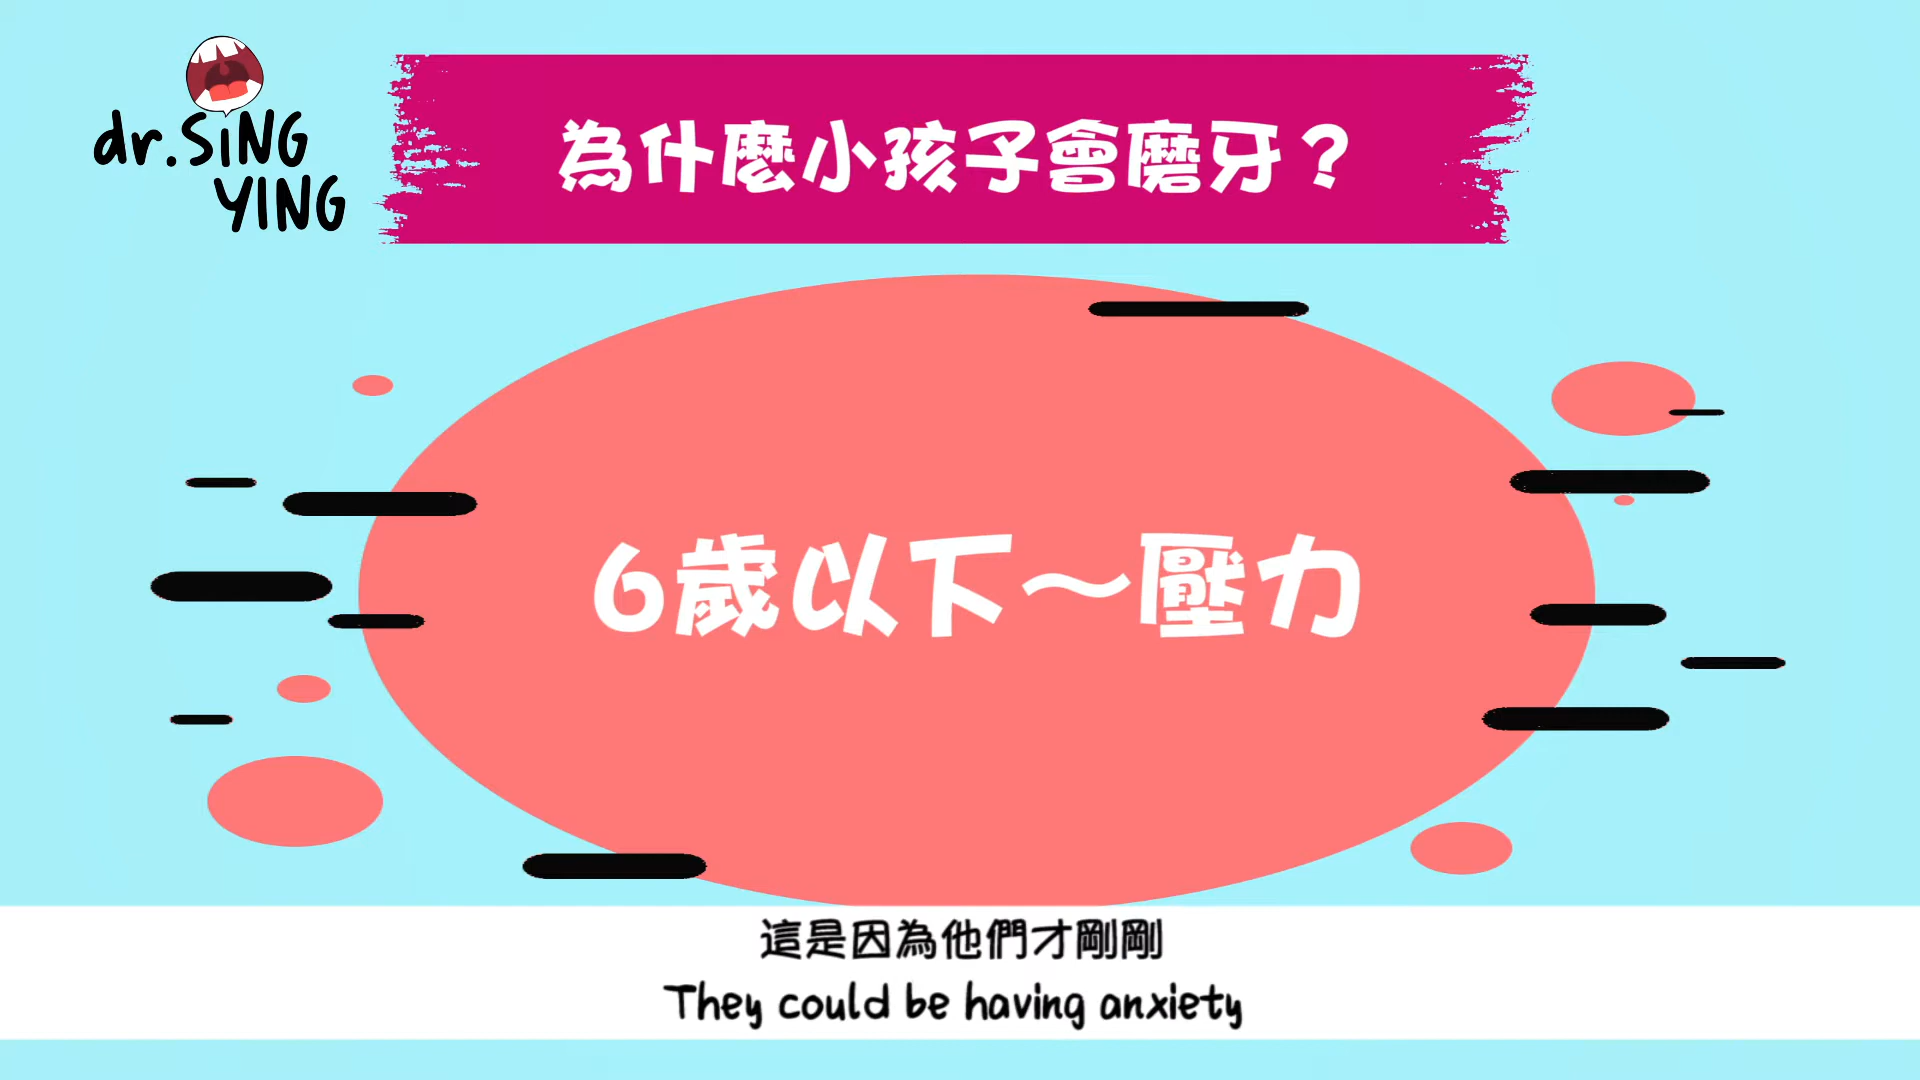 dr.SiNG
YING
為什麼小孩子會磨牙？
6歲以下～壓力
這是因為他們才剛剛
They could be having anxiety